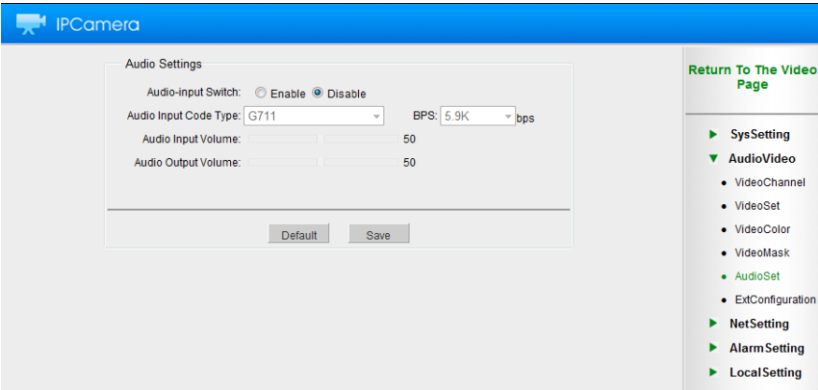 IPCamera
Audio Settings
Audio-input Switch: Enable Disable
Audio Input Code Type: G711 BPS: 5.9K bps
Audio Input Volume: 50
Audio Output Volume: 50
Default Save
Return To The Video
Page
SysSetting
AudioVideo
VideoChannel
VideoSet
VideoColor
VideoMask
AudioSet
ExtConfiguration
NetSetting
AlarmSetting
LocalSetting